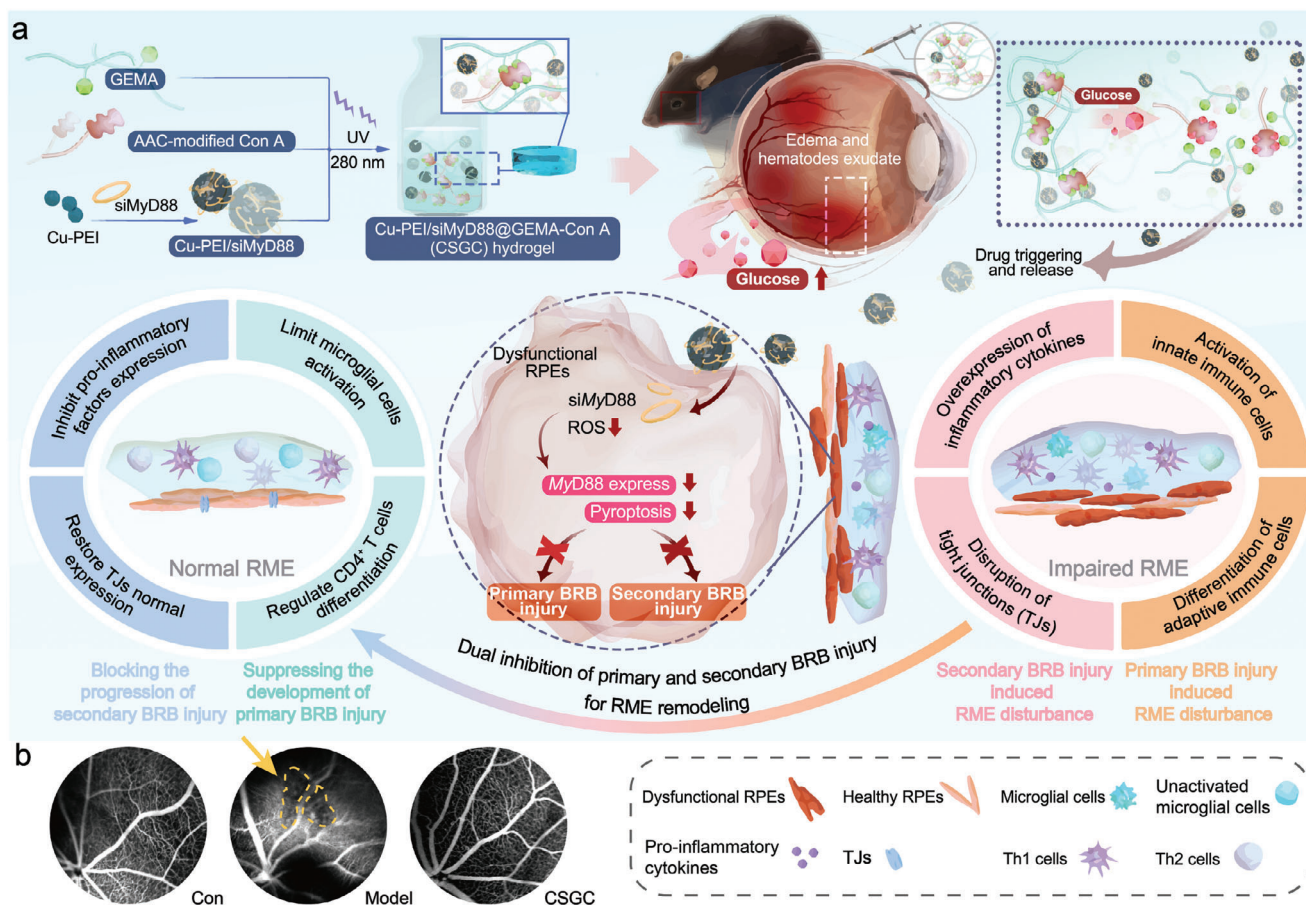 a
GEMA
AAC-modified Con A
siMyD88
Cu-PEI
Cu-PEI/siMyD88
UV
280 nm
Cu-PEI/siMyD88@GEMA-Con A
(CSGC) hydrogel
Edema and
hematodes exudate
Glucose
Glucose
Drug triggering
and release
Inhibit pro-inflammatory
factors expression
Limit microglial cells
activation
Normal RME
Restore TJs normal
expression
Regulate CD4⁺ T cells
differentiation
Blocking the
progression of
secondary BRB injury
Suppressing the
development of
primary BRB injury
Dysfunctional
RPEs
siMyD88
ROS
MyD88 express
Pyroptosis
Primary BRB
injury
Secondary BRB
injury
Dual inhibition of primary and secondary BRB injury
for RME remodeling
Overexpression of
inflammatory cytokines
Activation of
innate immune cells
Impaired RME
Disruption of
tight junctions (TJs)
Differentiation of
adaptive immune cells
Secondary BRB injury
induced
RME disturbance
Primary BRB injury
induced
RME disturbance
b
Con
Model
CSGC
Dysfunctional RPEs
Healthy RPEs
Microglial cells
Unactivated
microglial cells
Pro-inflammatory
cytokines
TJs
Th1 cells
Th2 cells